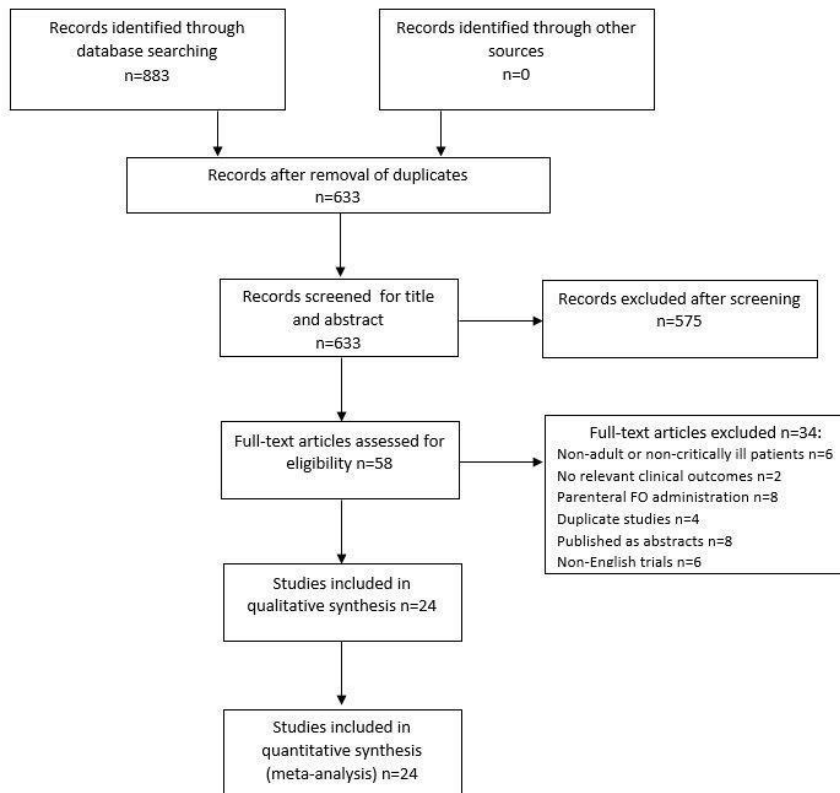 Records identified through
database searching
n=883
Records identified through other
sources
n=0
Records after removal of duplicates
n=633
Records screened for title
and abstract
n=633
Records excluded after screening
n=575
Full-text articles assessed for
eligibility n=58
Full-text articles excluded n=34:
Non-adult or non-critically ill patients n=6
No relevant clinical outcomes n=2
Parenteral FO administration n=8
Duplicate studies n=4
Published as abstracts n=8
Non-English trials n=6
Studies included in
qualitative synthesis n=24
Studies included in
quantitative synthesis
(meta-analysis) n=24